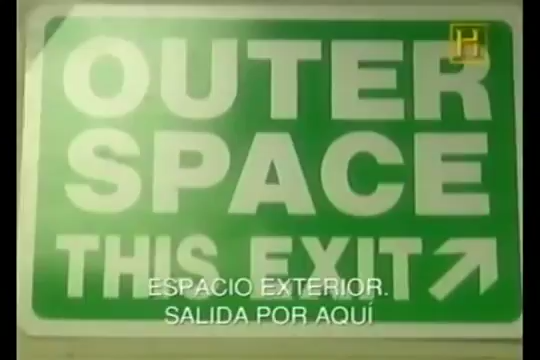 OUTER
H
SPACE
THIS EXIT
ESPACIO EXTERIOR.
SALIDA POR AQUÍ